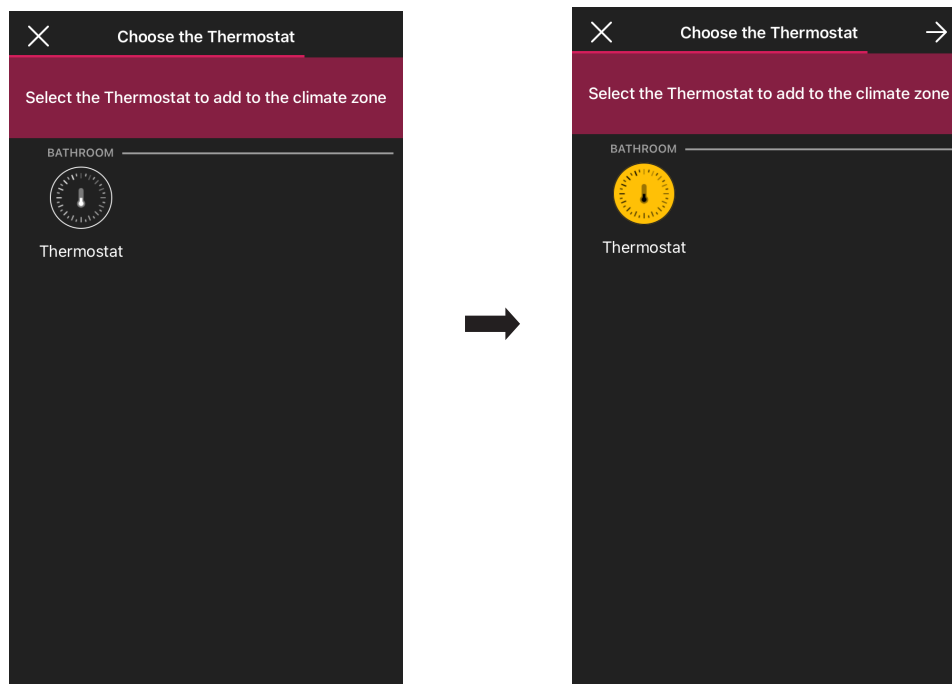 Choose the Thermostat
Select the Thermostat to add to the climate zone
BATHROOM
Thermostat
Choose the Thermostat
Select the Thermostat to add to the climate zone
BATHROOM
Thermostat